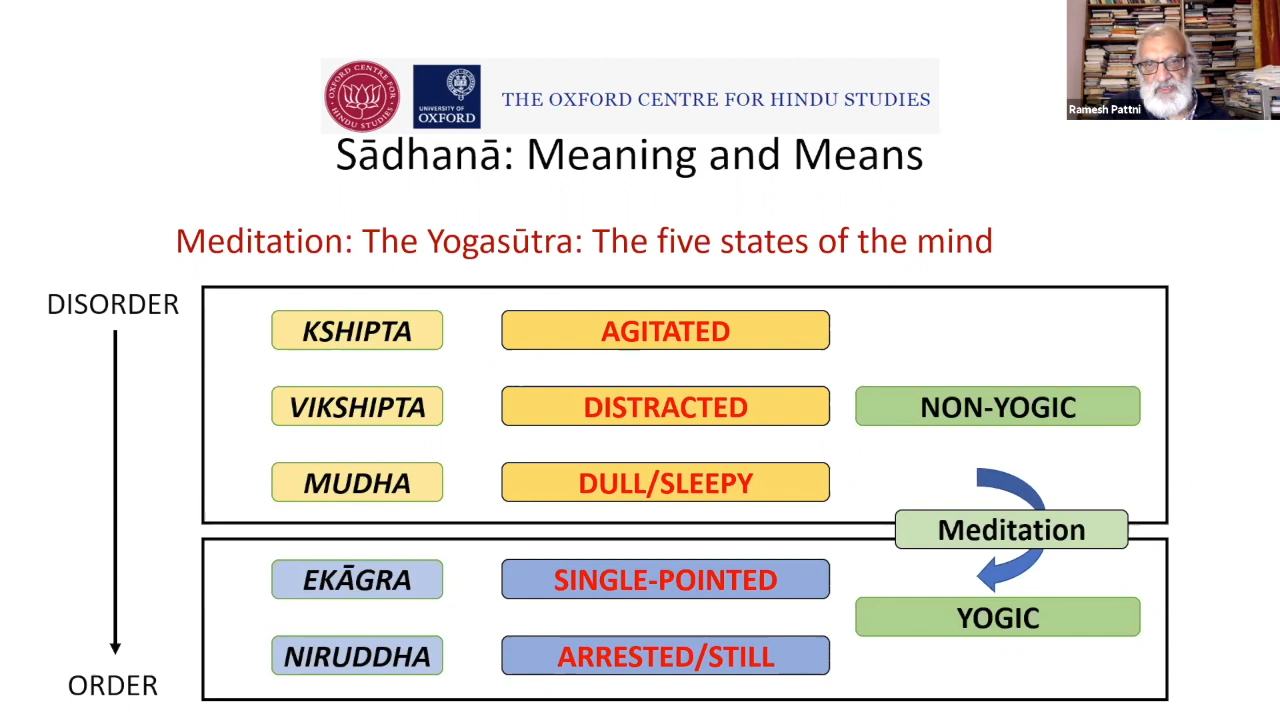 Ramesh Pattni
OXFORD CENTRE FOR HINDU STUDIES
UNIVERSITY OF
OXFORD
THE OXFORD CENTRE FOR HINDU STUDIES
Sādhanā: Meaning and Means
Meditation: The Yogasūtra: The five states of the mind
DISORDER
KSHIPTA AGITATED
VIKSHIPTA DISTRACTED NON-YOGIC
MUDHA DULL/SLEEPY
Meditation
EKĀGRA SINGLE-POINTED
YOGIC
NIRUDDHA ARRESTED/STILL
ORDER